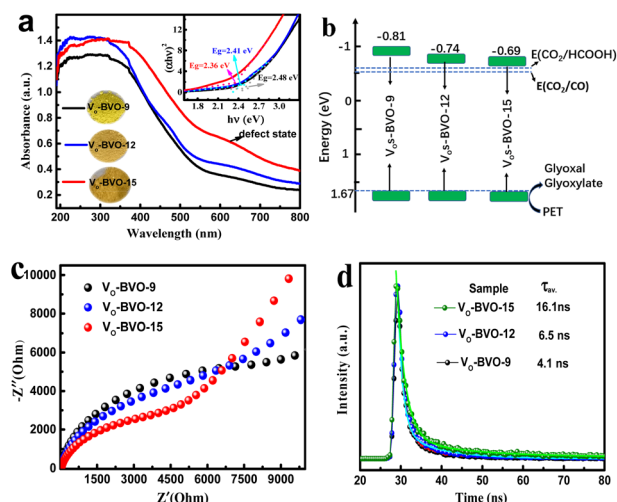 a
Absorbance (a.u.)
1.4
1.2
1.0
0.8
0.6
0.4
0.2
200 300 400 500 600 700 800
Wavelength (nm)
Vo-BVO-9
Vo-BVO-12
Vo-BVO-15
defect state
(αhν)²
Eg=2.41 eV
Eg=2.36 eV
Eg=2.48 eV
1.8 2.1 2.4 2.7 3.0
hν (eV)
b
Energy (eV)
-1
0
1
1.67
-0.81
-0.74
-0.69
VₒS-BVO-9
VₒS-BVO-12
VₒS-BVO-15
E(CO₂/HCOOH)
E(CO₂/CO)
Glyoxal
Glyoxylate
PET
c
-Z''(Ohm)
10000
8000
6000
4000
2000
0
1500 3000 4500 6000 7500 9000
Z'(Ohm)
VO-BVO-9
VO-BVO-12
VO-BVO-15
d
Intensity (a.u.)
20 30 40 50 60 70 80
Time (ns)
Sample τav.
VO-BVO-15 16.1ns
VO-BVO-12 6.5 ns
VO-BVO-9 4.1 ns